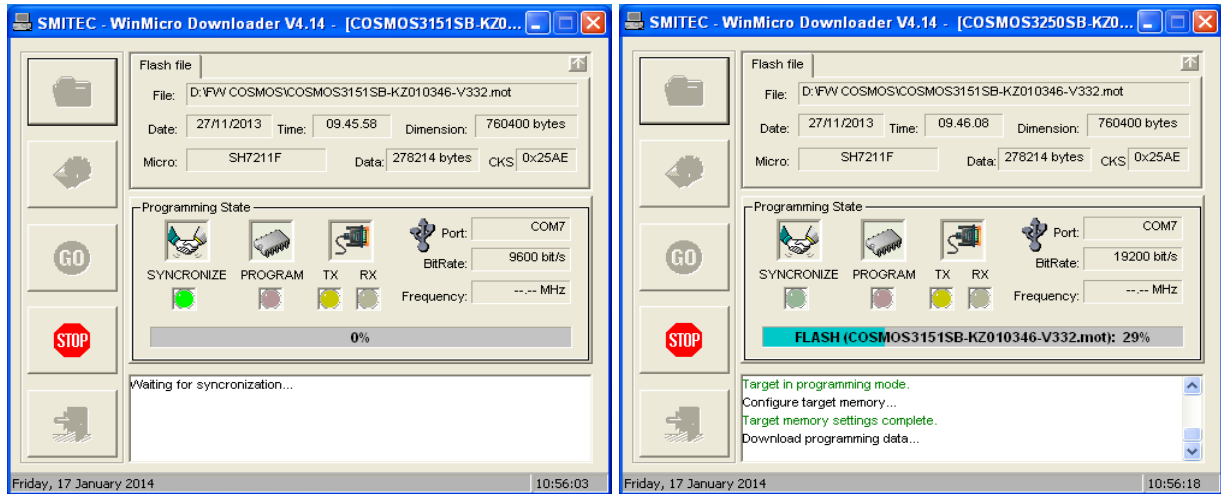 SMITEC - WinMicro Downloader V4.14 - [COSMOS3151SB-KZ0...
Flash file
File: D:\FW COSMOS\COSMOS3151SB-KZ010346-V332.mot
Date: 27/11/2013 Time: 09.45.58 Dimension: 760400 bytes
Micro: SH7211F Data: 278214 bytes CKS 0x25AE
Programming State
Port: COM7
BitRate: 9600 bit/s
SYNCRONIZE PROGRAM TX RX
Frequency: --.-- MHz
GO
STOP
0%
Waiting for syncronization...
Friday, 17 January 2014 10:56:03
SMITEC - WinMicro Downloader V4.14 - [COSMOS3250SB-KZ0...
Flash file
File: D:\FW COSMOS\COSMOS3151SB-KZ010346-V332.mot
Date: 27/11/2013 Time: 09.46.08 Dimension: 760400 bytes
Micro: SH7211F Data: 278214 bytes CKS 0x25AE
Programming State
Port: COM7
BitRate: 19200 bit/s
SYNCRONIZE PROGRAM TX RX
Frequency: --.-- MHz
GO
STOP
FLASH (COSMOS3151SB-KZ010346-V332.mot): 29%
Target in programming mode.
Configure target memory...
Target memory settings complete.
Download programming data...
Friday, 17 January 2014 10:56:18